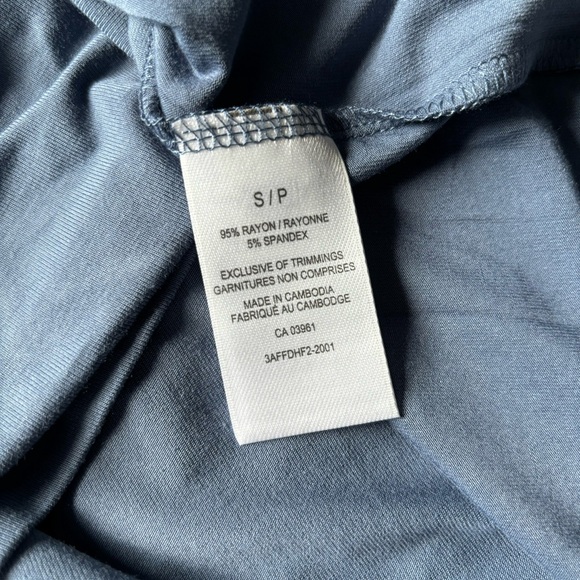 S / P
95% RAYON / RAYONNE
5% SPANDEX
EXCLUSIVE OF TRIMMINGS
GARNITURES NON COMPRISES
MADE IN CAMBODIA
FABRIQUÉ AU CAMBODGE
CA 03961
3AFFDHF2-2001